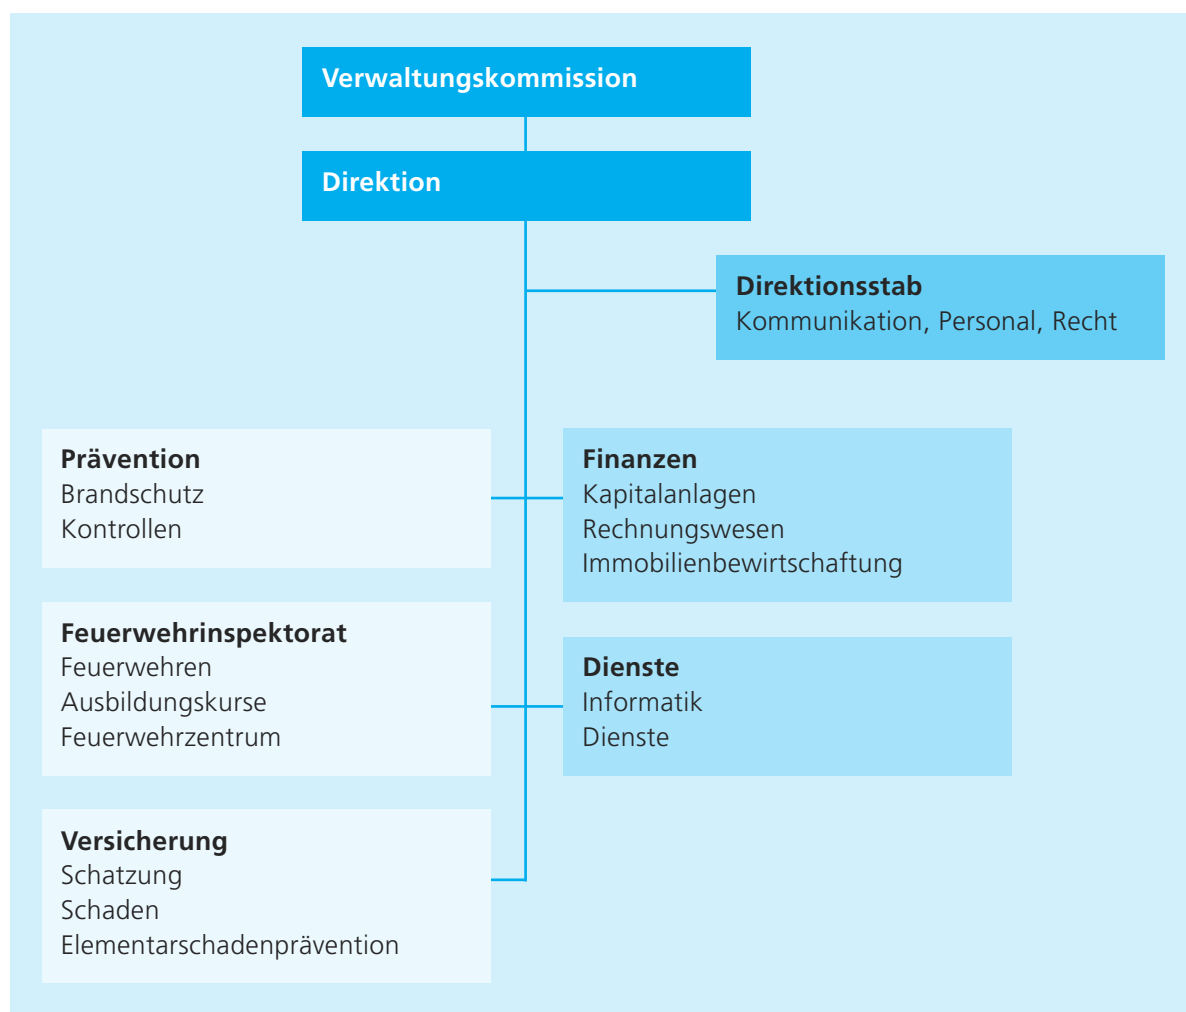 Verwaltungskommission
Direktion
Direktionsstab
Kommunikation, Personal, Recht
Prävention
Brandschutz
Kontrollen
Finanzen
Kapitalanlagen
Rechnungswesen
Immobilienbewirtschaftung
Feuerwehrinspektorat
Feuerwehren
Ausbildungskurse
Feuerwehrzentrum
Dienste
Informatik
Dienste
Versicherung
Schatzung
Schaden
Elementarschadenprävention